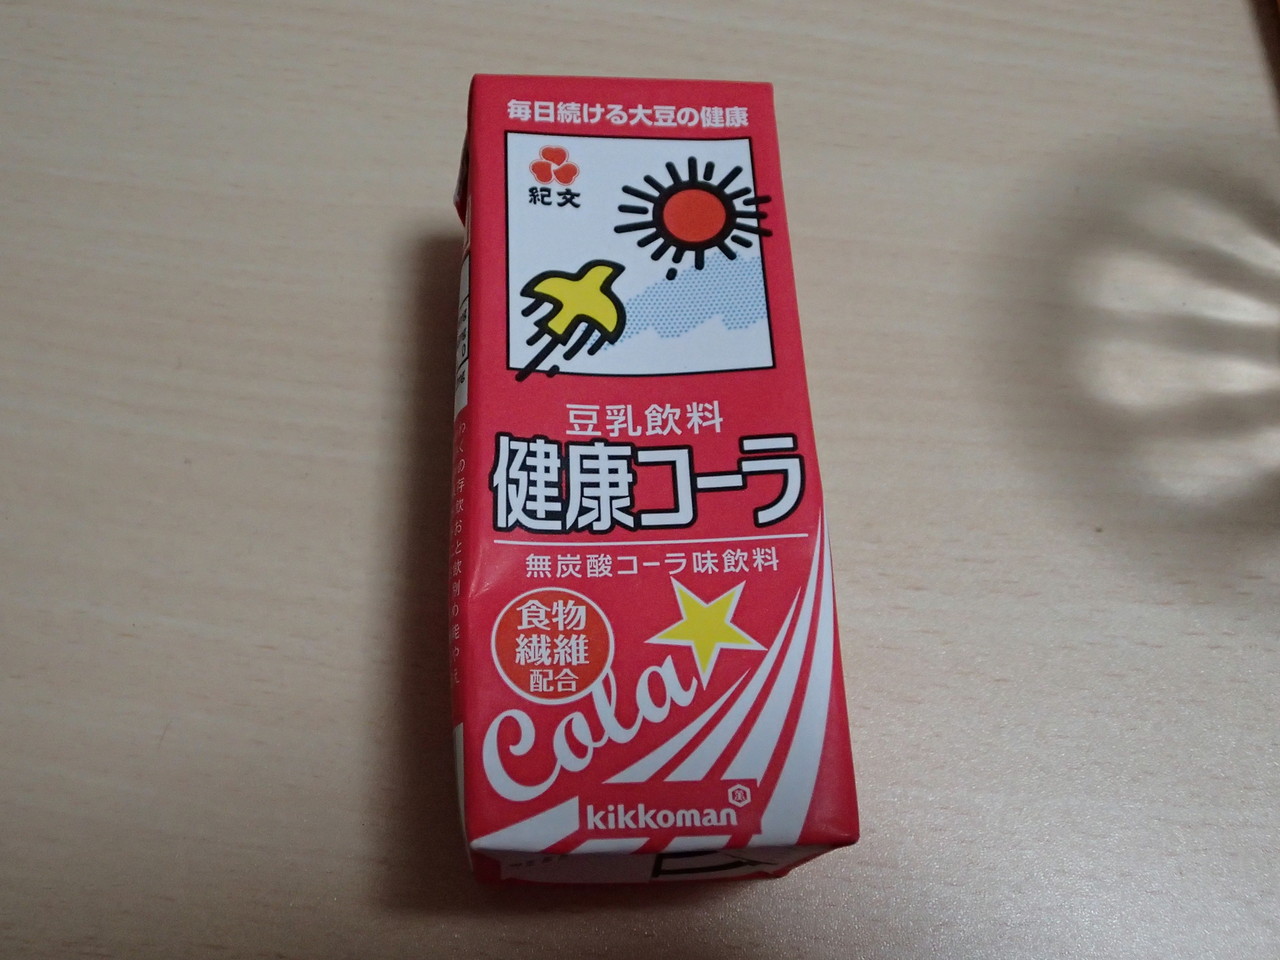 毎日続ける大豆の健康
紀文
豆乳飲料
健康コーラ
無炭酸コーラ味飲料
食物
繊維
配合
Cola
kikkoman